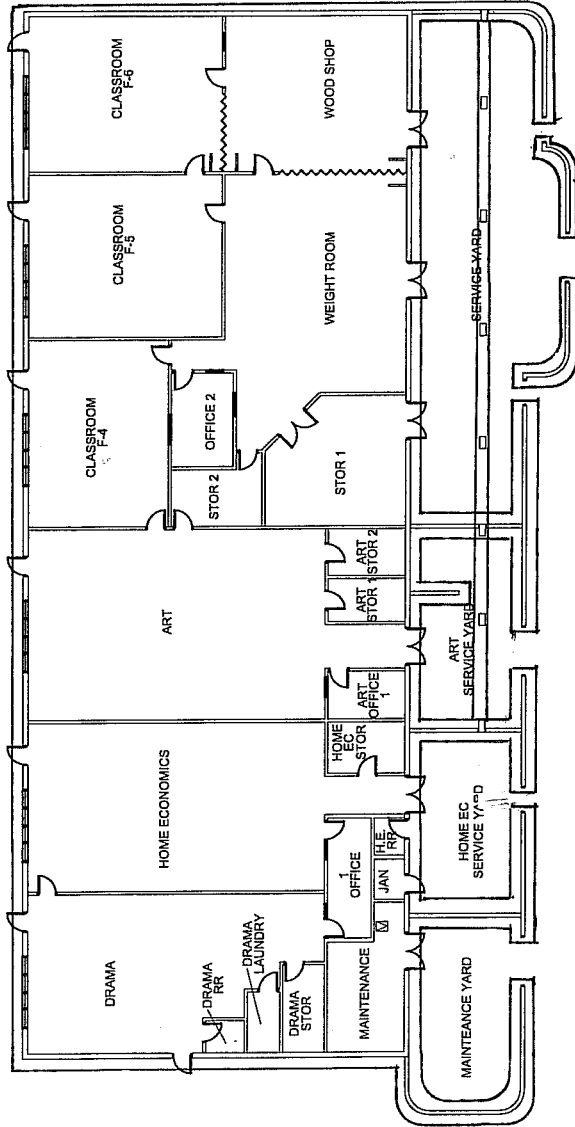 CLASSROOM
F-6
WOOD SHOP
CLASSROOM
F-5
WEIGHT ROOM
CLASSROOM
F-4
OFFICE 2
STOR 2
STOR 1
SERVICE YARD
ART
ART
STOR 2
ART
STOR 1
ART
OFFICE
1
ART
SERVICE YARD
HOME ECONOMICS
HOME
EC
STOR
HOME EC
SERVICE YARD
1
OFFICE
H.E.
RR
JAN
DRAMA
DRAMA
RR
DRAMA
LAUNDRY
DRAMA
STOR
MAINTENANCE
MAINTEANCE YARD